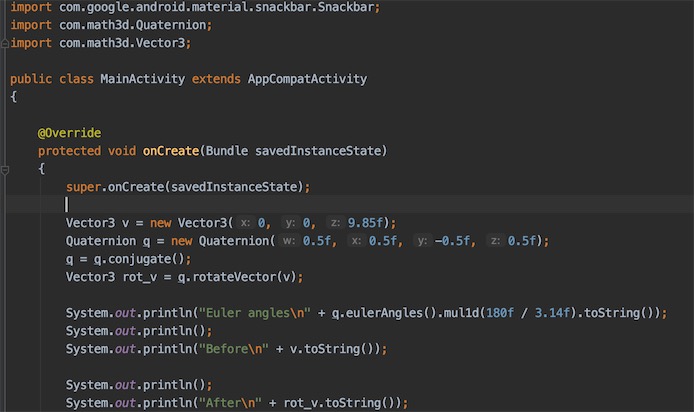 import com.google.android.material.snackbar.Snackbar;
import com.math3d.Quaternion;
import com.math3d.Vector3;
public class MainActivity extends AppCompatActivity
{
@Override
protected void onCreate(Bundle savedInstanceState)
{
super.onCreate(savedInstanceState);
Vector3 v = new Vector3( x: 0, y: 0, z: 9.85f);
Quaternion q = new Quaternion( w: 0.5f, x: 0.5f, y: -0.5f, z: 0.5f);
q = q.conjugate();
Vector3 rot_v = q.rotateVector(v);
System.out.println("Euler angles\n" + q.eulerAngles().mul1d(180f / 3.14f).toString());
System.out.println();
System.out.println("Before\n" + v.toString());
System.out.println();
System.out.println("After\n" + rot_v.toString());